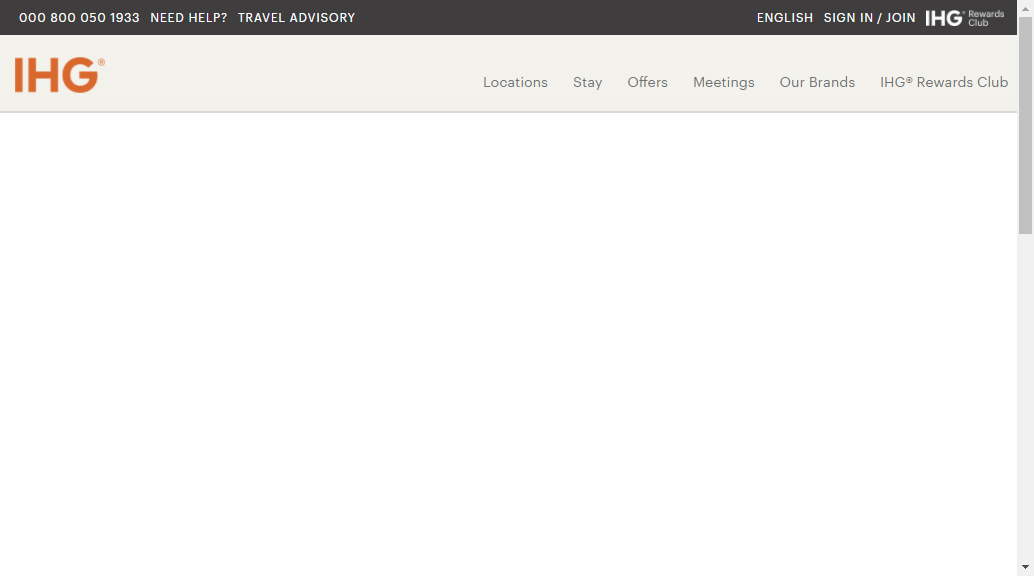 000 800 050 1933 NEED HELP? TRAVEL ADVISORY ENGLISH SIGN IN / JOIN IHG® Rewards Club
IHG®
Locations Stay Offers Meetings Our Brands IHG® Rewards Club